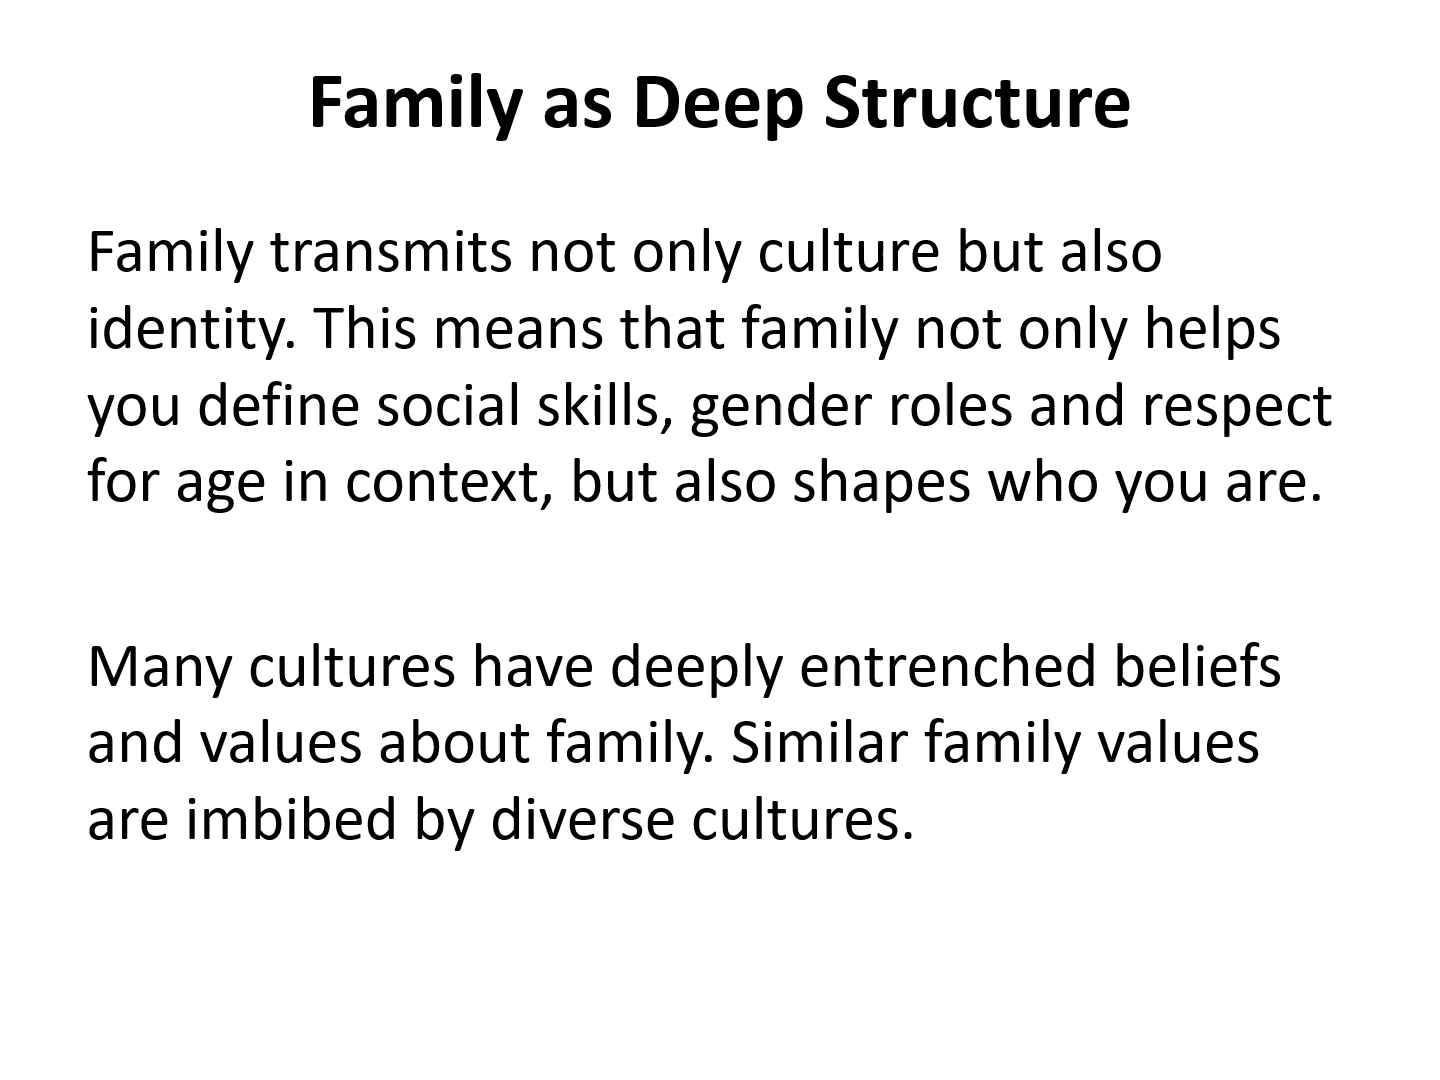 Family as Deep Structure
Family transmits not only culture but also
identity. This means that family not only helps
you define social skills, gender roles and respect
for age in context, but also shapes who you are.
Many cultures have deeply entrenched beliefs
and values about family. Similar family values
are imbibed by diverse cultures.